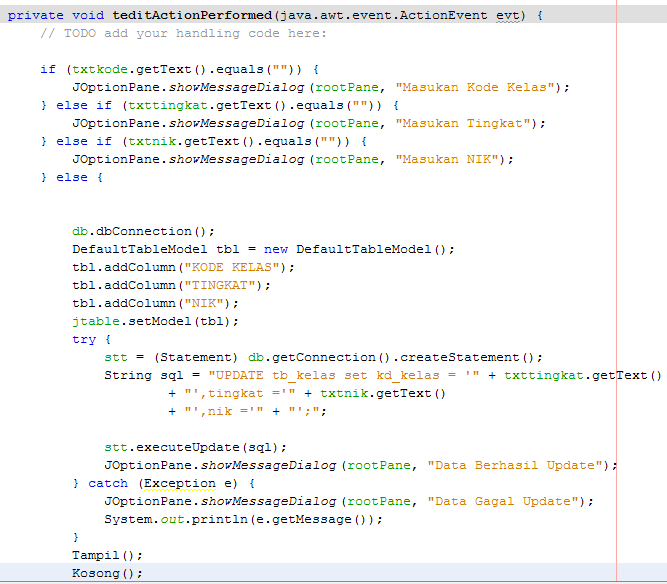 private void teditActionPerformed(java.awt.event.ActionEvent evt) {
// TODO add your handling code here:
if (txtkode.getText().equals("")) {
JOptionPane.showMessageDialog(rootPane, "Masukan Kode Kelas");
} else if (txttingkat.getText().equals("")) {
JOptionPane.showMessageDialog(rootPane, "Masukan Tingkat");
} else if (txtnik.getText().equals("")) {
JOptionPane.showMessageDialog(rootPane, "Masukan NIK");
} else {
db.dbConnection();
DefaultTableModel tbl = new DefaultTableModel();
tbl.addColumn("KODE KELAS");
tbl.addColumn("TINGKAT");
tbl.addColumn("NIK");
jtable.setModel(tbl);
try {
stt = (Statement) db.getConnection().createStatement();
String sql = "UPDATE tb_kelas set kd_kelas = '" + txttingkat.getText()
+ "',tingkat ='" + txtnik.getText()
+ "',nik ='" + "';";
stt.executeUpdate(sql);
JOptionPane.showMessageDialog(rootPane, "Data Berhasil Update");
} catch (Exception e) {
JOptionPane.showMessageDialog(rootPane, "Data Gagal Update");
System.out.println(e.getMessage());
}
Tampil();
Kosong();